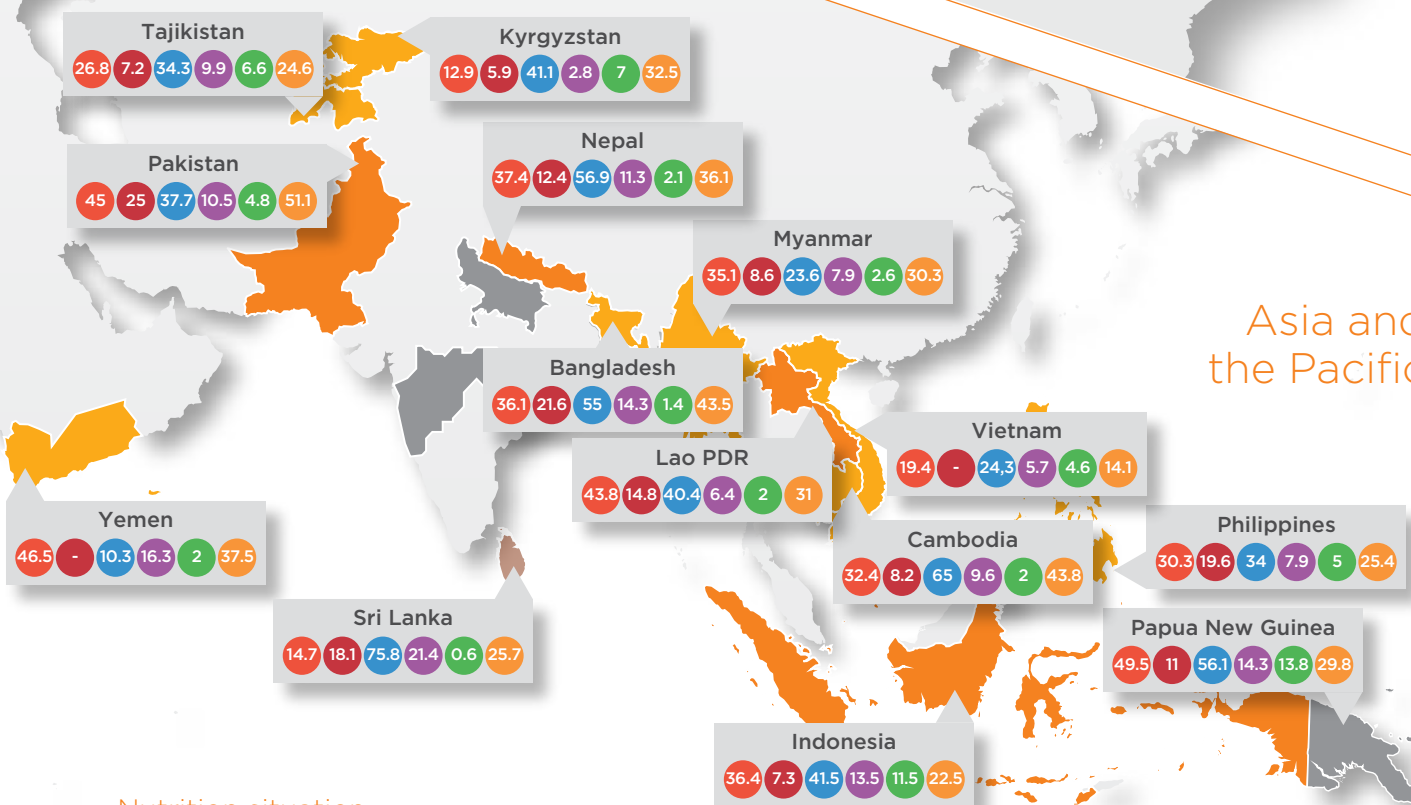 Tajikistan
26.8 7.2 34.3 9.9 6.6 24.6
Kyrgyzstan
12.9 5.9 41.1 2.8 7 32.5
Pakistan
45 25 37.7 10.5 4.8 51.1
Nepal
37.4 12.4 56.9 11.3 2.1 36.1
Myanmar
35.1 8.6 23.6 7.9 2.6 30.3
Asia and
the Pacific
Bangladesh
36.1 21.6 55 14.3 1.4 43.5
Vietnam
19.4 - 24,3 5.7 4.6 14.1
Lao PDR
43.8 14.8 40.4 6.4 2 31
Yemen
46.5 - 10.3 16.3 2 37.5
Cambodia
32.4 8.2 65 9.6 2 43.8
Philippines
30.3 19.6 34 7.9 5 25.4
Sri Lanka
14.7 18.1 75.8 21.4 0.6 25.7
Papua New Guinea
49.5 11 56.1 14.3 13.8 29.8
Indonesia
36.4 7.3 41.5 13.5 11.5 22.5
Nutrition situation